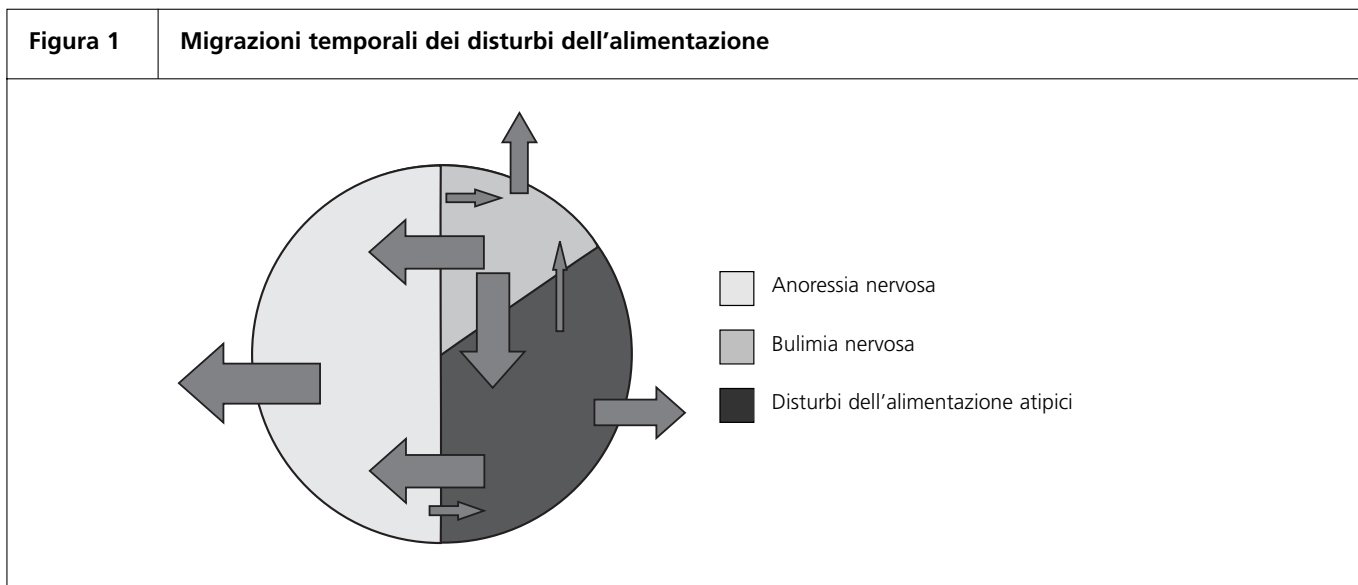 Figura 1
Migrazioni temporali dei disturbi dell'alimentazione
Anoressia nervosa
Bulimia nervosa
Disturbi dell'alimentazione atipici